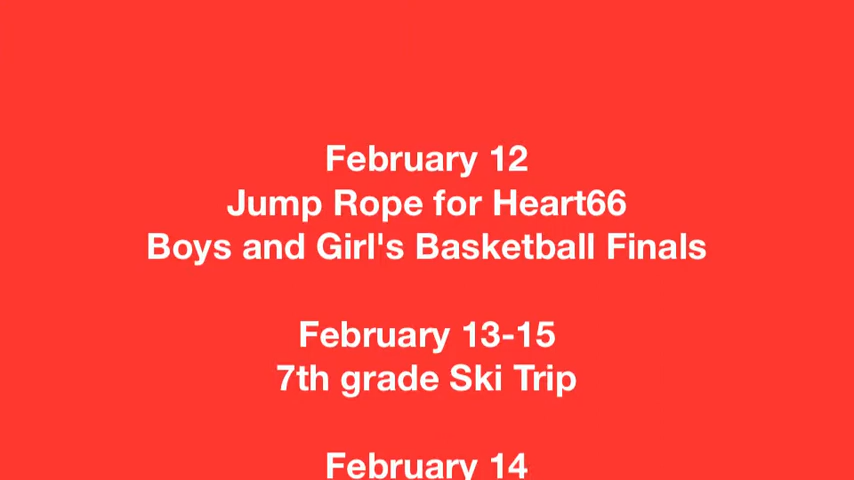 February 12
Jump Rope for Heart66
Boys and Girl's Basketball Finals
February 13-15
7th grade Ski Trip
February 14